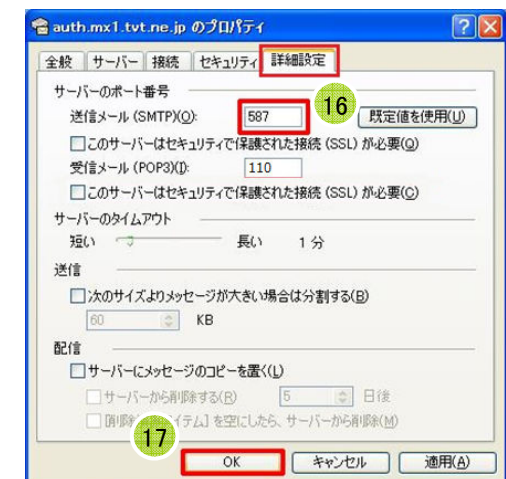 auth.mx1.tvt.ne.jp のプロパティ
全般 サーバー 接続 セキュリティ 詳細設定
サーバーのポート番号
送信メール (SMTP)(O): 587 16 既定値を使用(U)
このサーバーはセキュリティで保護された接続 (SSL) が必要(Q)
受信メール (POP3)(I): 110
このサーバーはセキュリティで保護された接続 (SSL) が必要(C)
サーバーのタイムアウト
短い 長い 1 分
送信
次のサイズよりメッセージが大きい場合は分割する(B)
60 KB
配信
サーバーにメッセージのコピーを置く(L)
サーバーから削除する(R) 5 日後
イテム] を空にしたら、サーバーから削除(M)
17
OK キャンセル 適用(A)